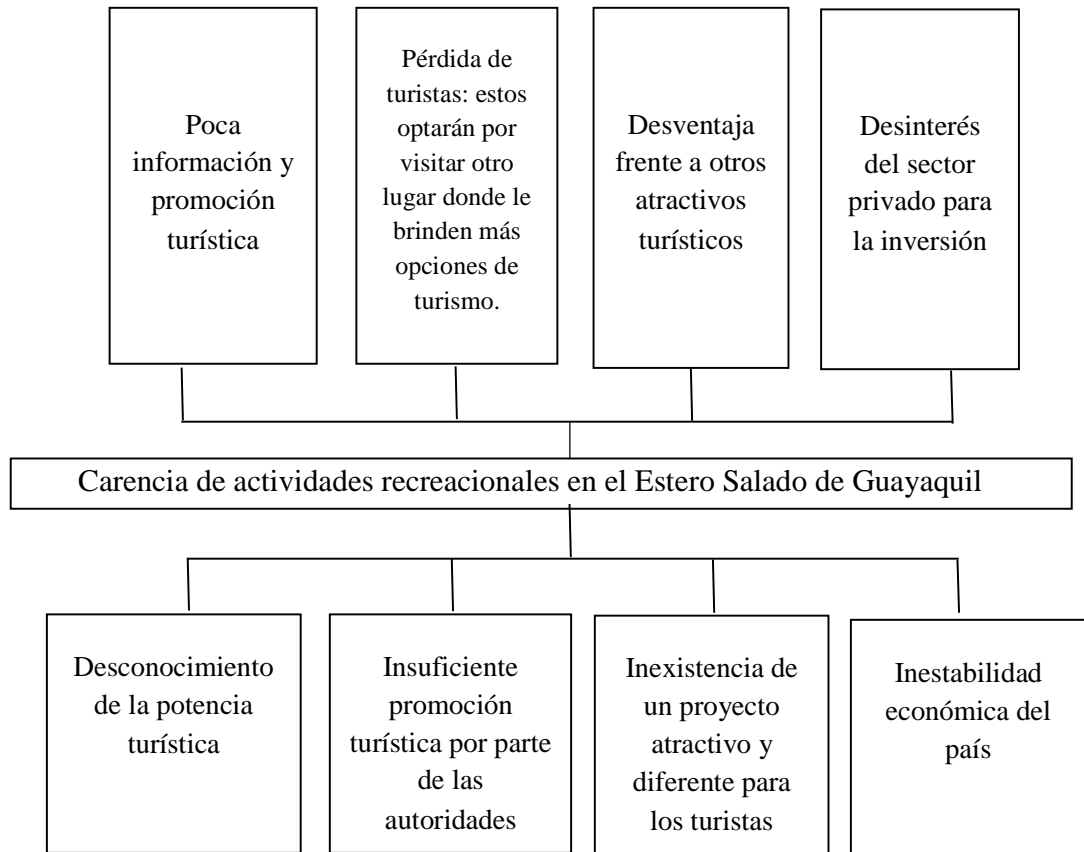 Poca
información y
promoción
turística
Pérdida de
turistas: estos
optarán por
visitar otro
lugar donde le
brinden más
opciones de
turismo.
Desventaja
frente a otros
atractivos
turísticos
Desinterés
del sector
privado para
la inversión
Carencia de actividades recreacionales en el Estero Salado de Guayaquil
Desconocimiento
de la potencia
turística
Insuficiente
promoción
turística por parte
de las
autoridades
Inexistencia de
un proyecto
atractivo y
diferente para
los turistas
Inestabilidad
económica del
país